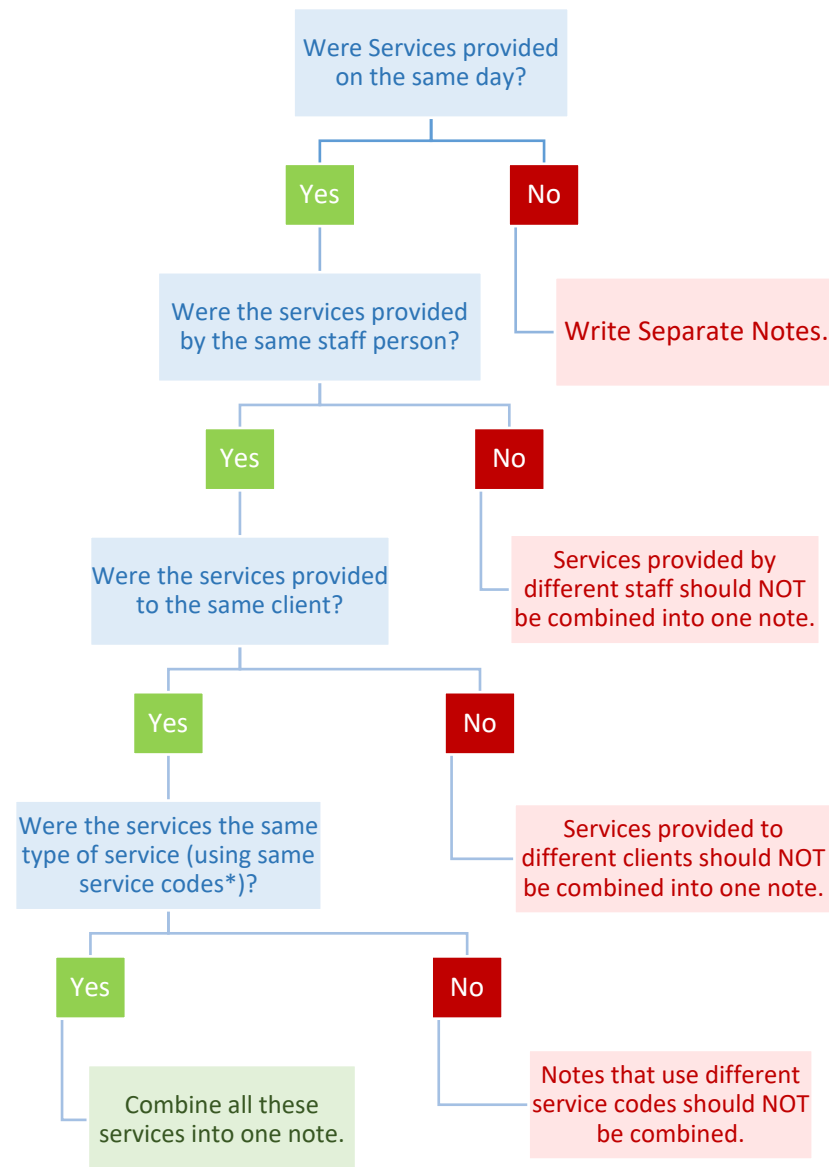 Were Services provided
on the same day?
Yes
No
Were the services provided
by the same staff person?
Write Separate Notes.
Yes
No
Were the services provided
to the same client?
Services provided by
different staff should NOT
be combined into one note.
Yes
No
Were the services the same
type of service (using same
service codes*)?
Services provided to
different clients should NOT
be combined into one note.
Yes
No
Combine all these
services into one note.
Notes that use different
service codes should NOT
be combined.